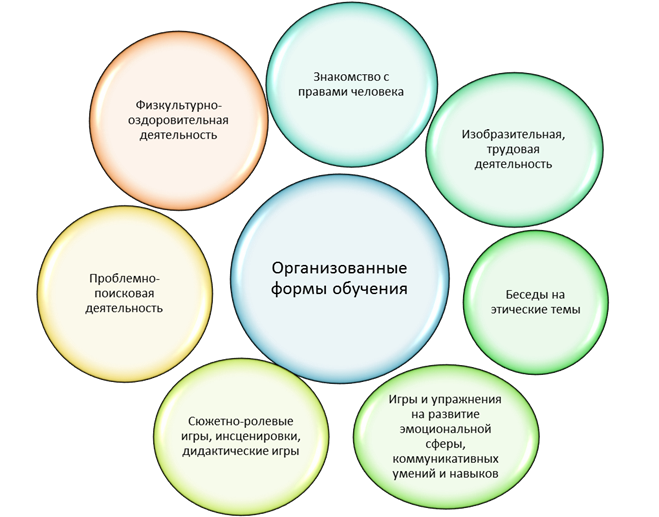 Знакомство с
правами человека
Физкультурно-
оздоровительная
деятельность
Изобразительная,
трудовая
деятельность
Организованные
формы обучения
Проблемно-
поисковая
деятельность
Беседы на
этические темы
Сюжетно-ролевые
игры, инсценировки,
дидактические игры
Игры и упражнения
на развитие
эмоциональной
сферы,
коммуникативных
умений и навыков